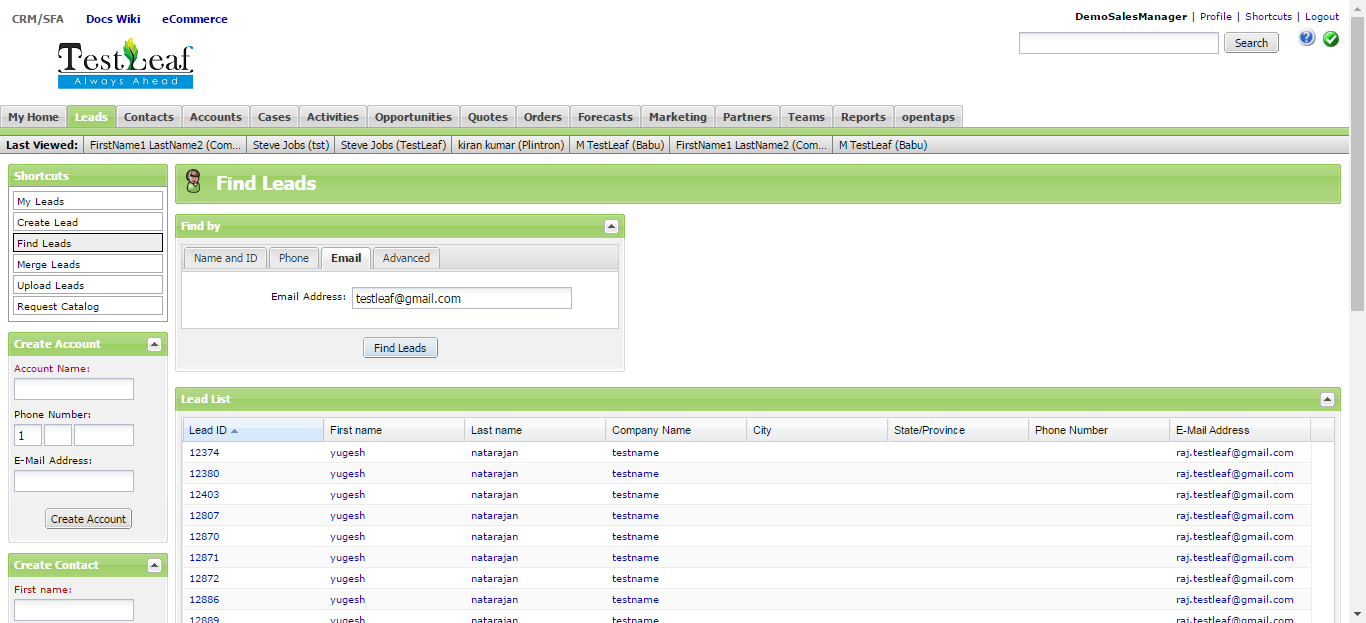 CRM/SFA Docs Wiki eCommerce
DemoSalesManager | Profile | Shortcuts | Logout
TestLeaf
Always Ahead
Search
My Home Leads Contacts Accounts Cases Activities Opportunities Quotes Orders Forecasts Marketing Partners Teams Reports opentaps
Last Viewed: FirstName1 LastName2 (Com... Steve Jobs (tst) Steve Jobs (TestLeaf) kiran kumar (Plintron) M TestLeaf (Babu) FirstName1 LastName2 (Com... M TestLeaf (Babu)
Shortcuts
My Leads
Create Lead
Find Leads
Merge Leads
Upload Leads
Request Catalog
Create Account
Account Name:
Phone Number:
1
E-Mail Address:
Create Account
Create Contact
First name:
Find Leads
Find by
Name and ID Phone Email Advanced
Email Address: testleaf@gmail.com
Find Leads
Lead List
Lead ID First name Last name Company Name City State/Province Phone Number E-Mail Address
12374 yugesh natarajan testname raj.testleaf@gmail.com
12380 yugesh natarajan testname raj.testleaf@gmail.com
12403 yugesh natarajan testname raj.testleaf@gmail.com
12807 yugesh natarajan testname raj.testleaf@gmail.com
12870 yugesh natarajan testname raj.testleaf@gmail.com
12871 yugesh natarajan testname raj.testleaf@gmail.com
12872 yugesh natarajan testname raj.testleaf@gmail.com
12886 yugesh natarajan testname raj.testleaf@gmail.com
12889 yugesh natarajan testname raj.testleaf@gmail.com